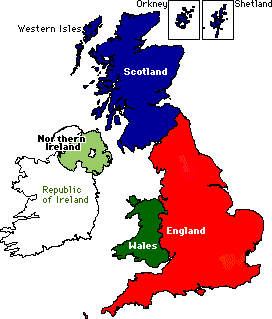 Orkney
Shetland
Western Isles
Scotland
Northern
Ireland
Republic
of Ireland
Wales
England